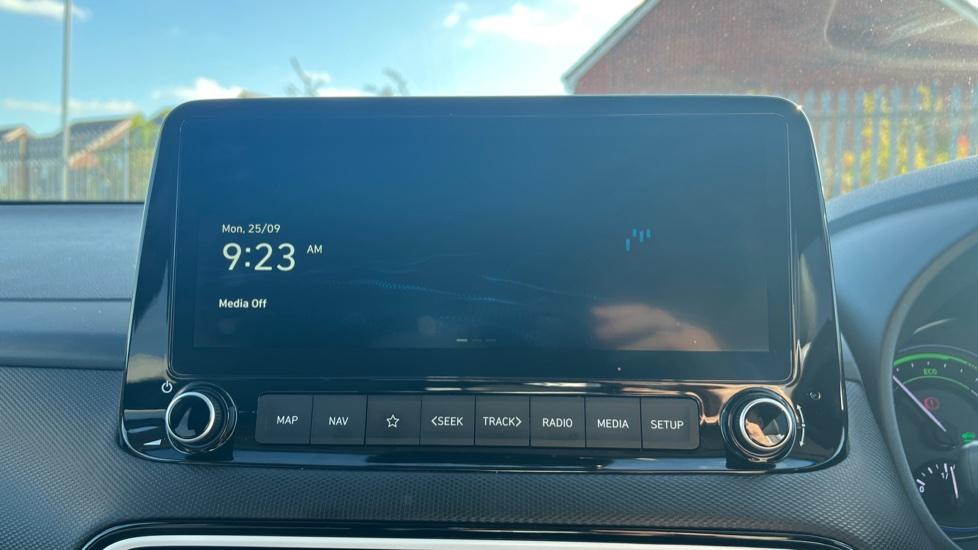 Mon, 25/09
9:23 AM
Media Off
MAP NAV ☆ <SEEK TRACK> RADIO MEDIA SETUP
ECO